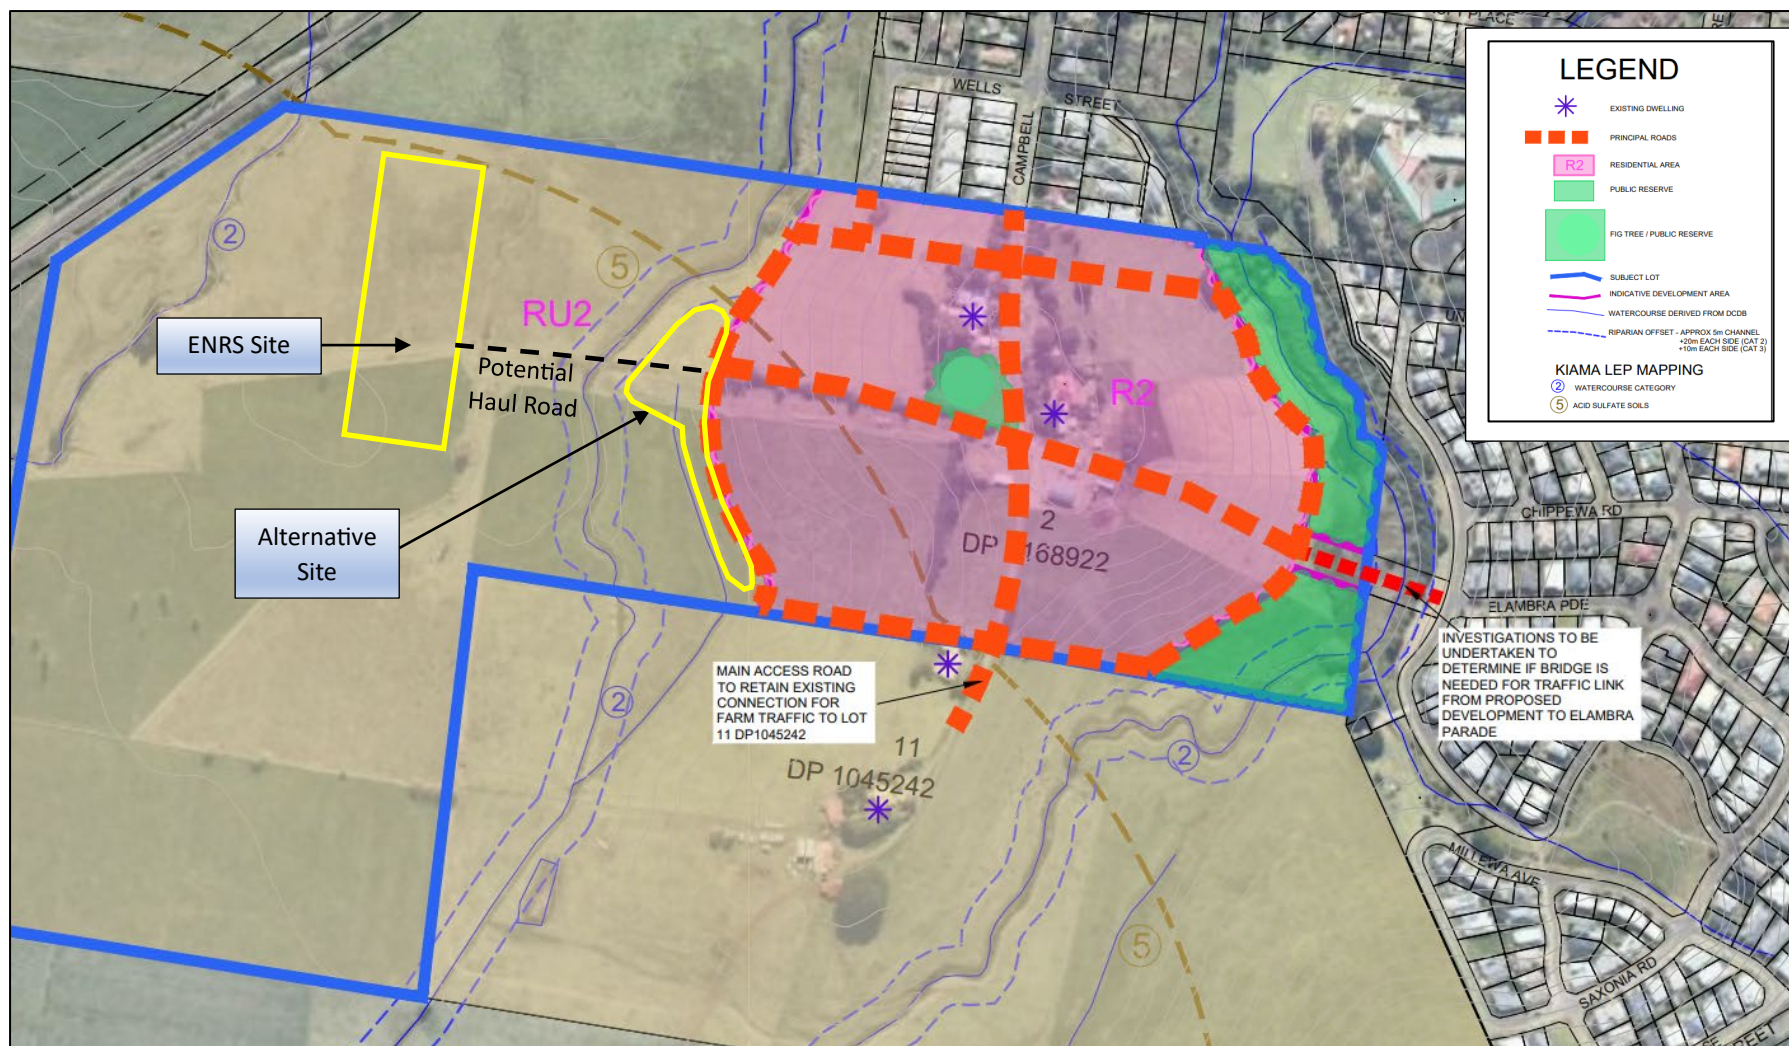 PLACE
WELLS
STREET
CAMPBELL
LEGEND
EXISTING DWELLING
PRINCIPAL ROADS
R2
RESIDENTIAL AREA
PUBLIC RESERVE
FIG TREE / PUBLIC RESERVE
SUBJECT LOT
INDICATIVE DEVELOPMENT AREA
WATERCOURSE DERIVED FROM DCDB
RIPARIAN OFFSET - APPROX 5m CHANNEL
+20m EACH SIDE (CAT 2)
+10m EACH SIDE (CAT 3)
KIAMA LEP MAPPING
2
WATERCOURSE CATEGORY
5
ACID SULFATE SOILS
2
5
RU2
ENRS Site
Potential
Haul Road
R2
Alternative
Site
2
DP 168922
CHIPPEWA RD
ELAMBRA PDE
INVESTIGATIONS TO BE
UNDERTAKEN TO
DETERMINE IF BRIDGE IS
NEEDED FOR TRAFFIC LINK
FROM PROPOSED
DEVELOPMENT TO ELAMBRA
PARADE
MAIN ACCESS ROAD
TO RETAIN EXISTING
CONNECTION FOR
FARM TRAFFIC TO LOT
11 DP1045242
2
11
DP 1045242
2
5
MILLEWA AVE
SAXONIA RD
STREET